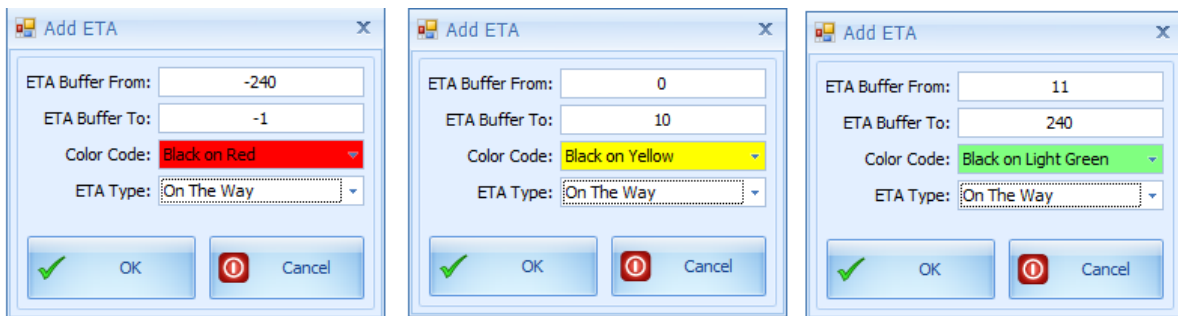 Add ETA
ETA Buffer From: -240
ETA Buffer To: -1
Color Code: Black on Red
ETA Type: On The Way
OK Cancel
Add ETA
ETA Buffer From: 0
ETA Buffer To: 10
Color Code: Black on Yellow
ETA Type: On The Way
OK Cancel
Add ETA
ETA Buffer From: 11
ETA Buffer To: 240
Color Code: Black on Light Green
ETA Type: On The Way
OK Cancel